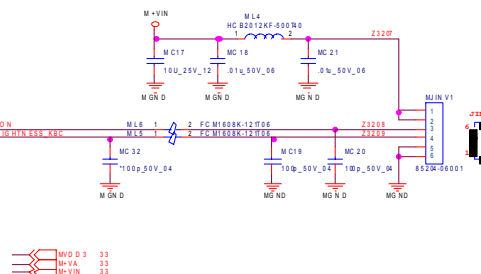 M+VIN
ML4
HCB2012KF-500T40
1 2
Z3207
MC17
10U_25V_12
MC18
.01u_50V_06
MC21
.01u_50V_06
MGND MGND MGND
MJINV1
1
2
3
4
5
6
85204-06001
ML6 1 2 FCM1608K-121T06
Z3208
IGHTNESS_KBC
ML5 1 2 FCM1608K-121T06
Z3209
MC32
*100p_50V_04
MC19
100p_50V_04
MC20
100p_50V_04
MGND MGND MGND MGND
6
1
MVDD3 33
M+VA 33
M+VIN 33